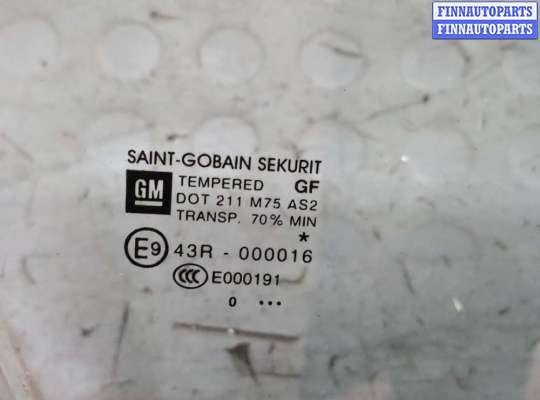 FINNAUTOPARTS
FINNAUTOPARTS
FINNAUTOPARTS
SAINT-GOBAIN SEKURIT
GM TEMPERED GF
DOT 211 M75 AS2
TRANSP. 70% MIN
*
E9 43R - 000016
CCC E000191
0 ...